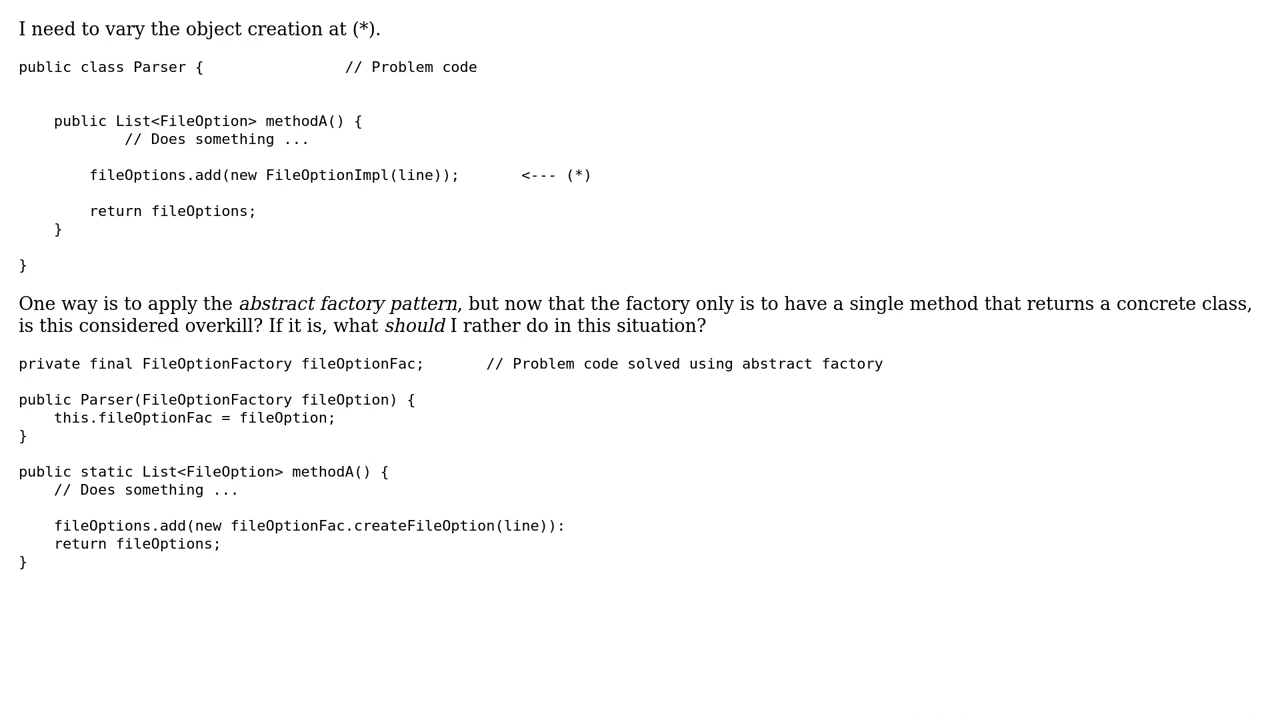 I need to vary the object creation at (*).
public class Parser {                // Problem code
    public List<FileOption> methodA() {
            // Does something ...
        fileOptions.add(new FileOptionImpl(line));       <--- (*)
        return fileOptions;
    }
}
One way is to apply the abstract factory pattern, but now that the factory only is to have a single method that returns a concrete class,
is this considered overkill? If it is, what should I rather do in this situation?
private final FileOptionFactory fileOptionFac;       // Problem code solved using abstract factory
public Parser(FileOptionFactory fileOption) {
    this.fileOptionFac = fileOption;
}
public static List<FileOption> methodA() {
    // Does something ...
    fileOptions.add(new fileOptionFac.createFileOption(line)):
    return fileOptions;
}